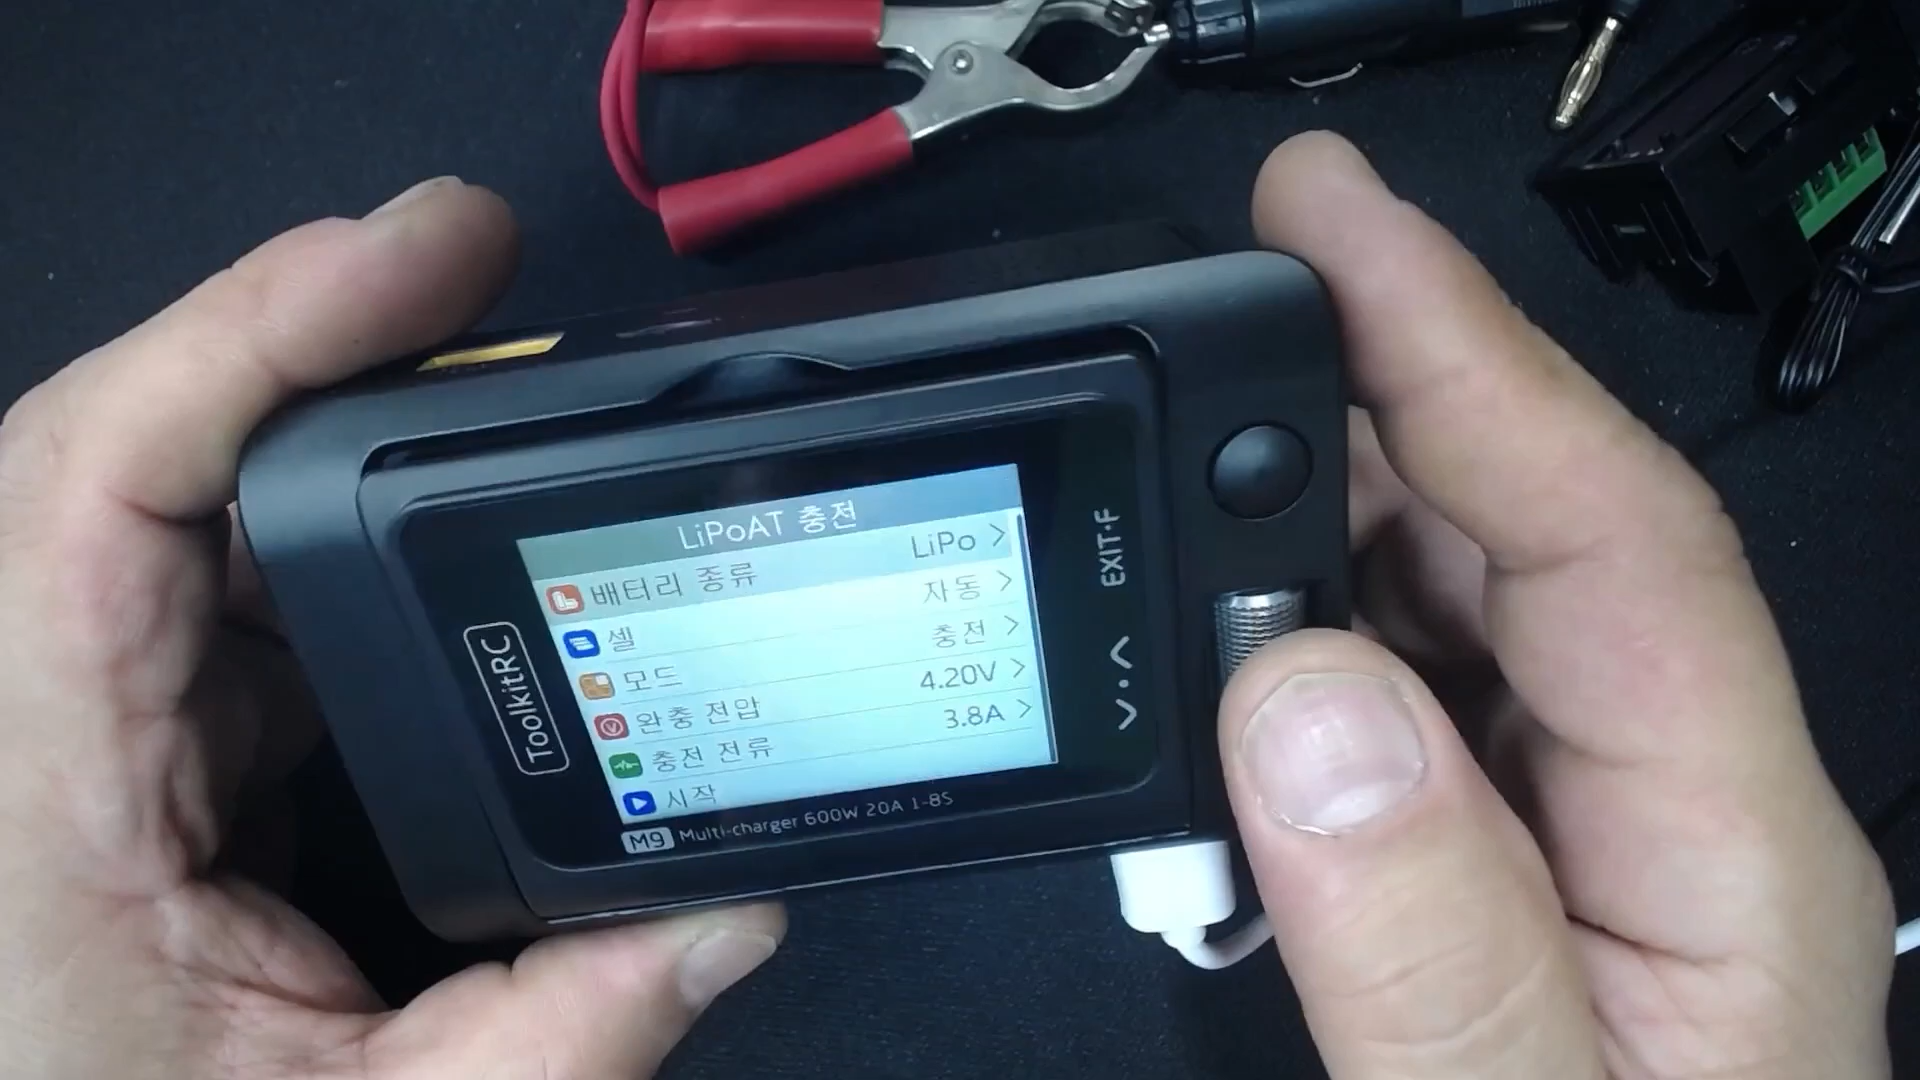 LiPoAT 충전
배터리 종류 LiPo >
셀 자동 >
모드 충전 >
완충 전압 4.20V >
충전 전류 3.8A >
시작
M9 Multi-charger 600W 20A 1-8S
ToolkitRC
EXIT·F